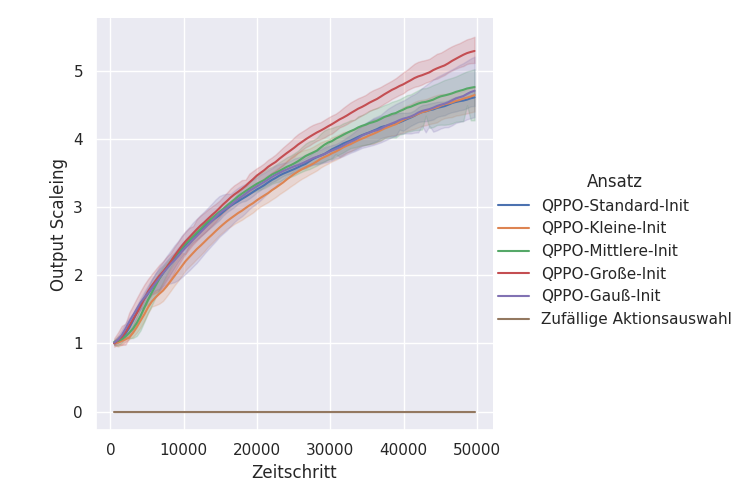 Output Scaleing
5
4
3
2
1
0
0 10000 20000 30000 40000 50000
Zeitschritt
Ansatz
QPPO-Standard-Init
QPPO-Kleine-Init
QPPO-Mittlere-Init
QPPO-Große-Init
QPPO-Gauß-Init
Zufällige Aktionsauswahl